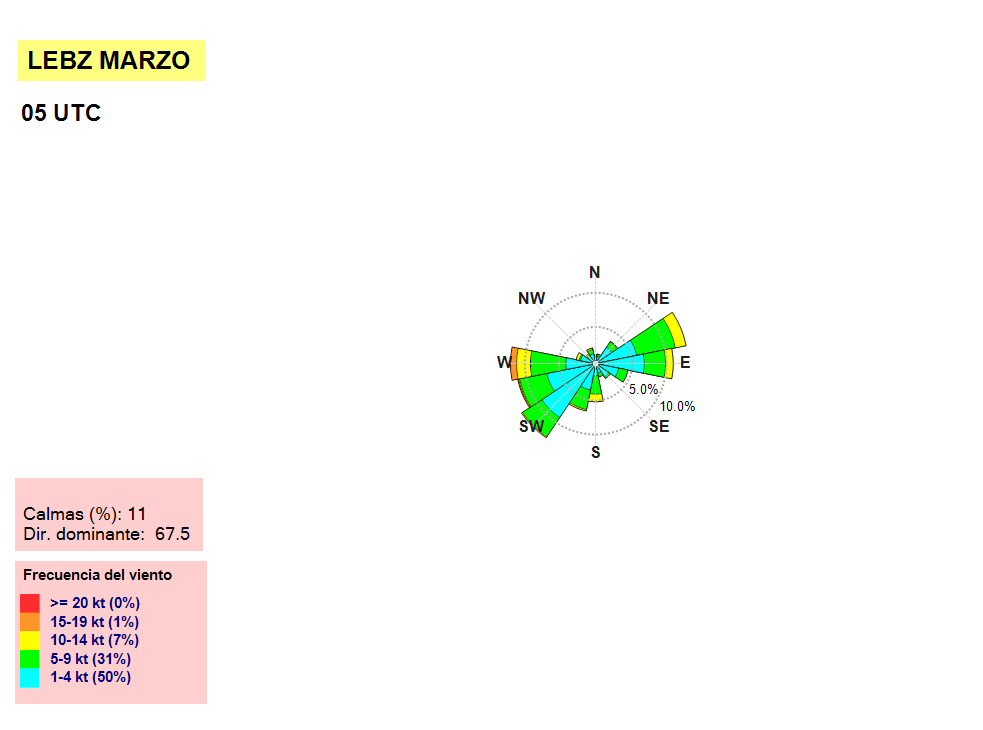 LEBZ MARZO
05 UTC
N
NW
NE
W
E
5.0%
10.0%
SW
SE
S
Calmas (%): 11
Dir. dominante: 67.5
Frecuencia del viento
>= 20 kt (0%)
15-19 kt (1%)
10-14 kt (7%)
5-9 kt (31%)
1-4 kt (50%)